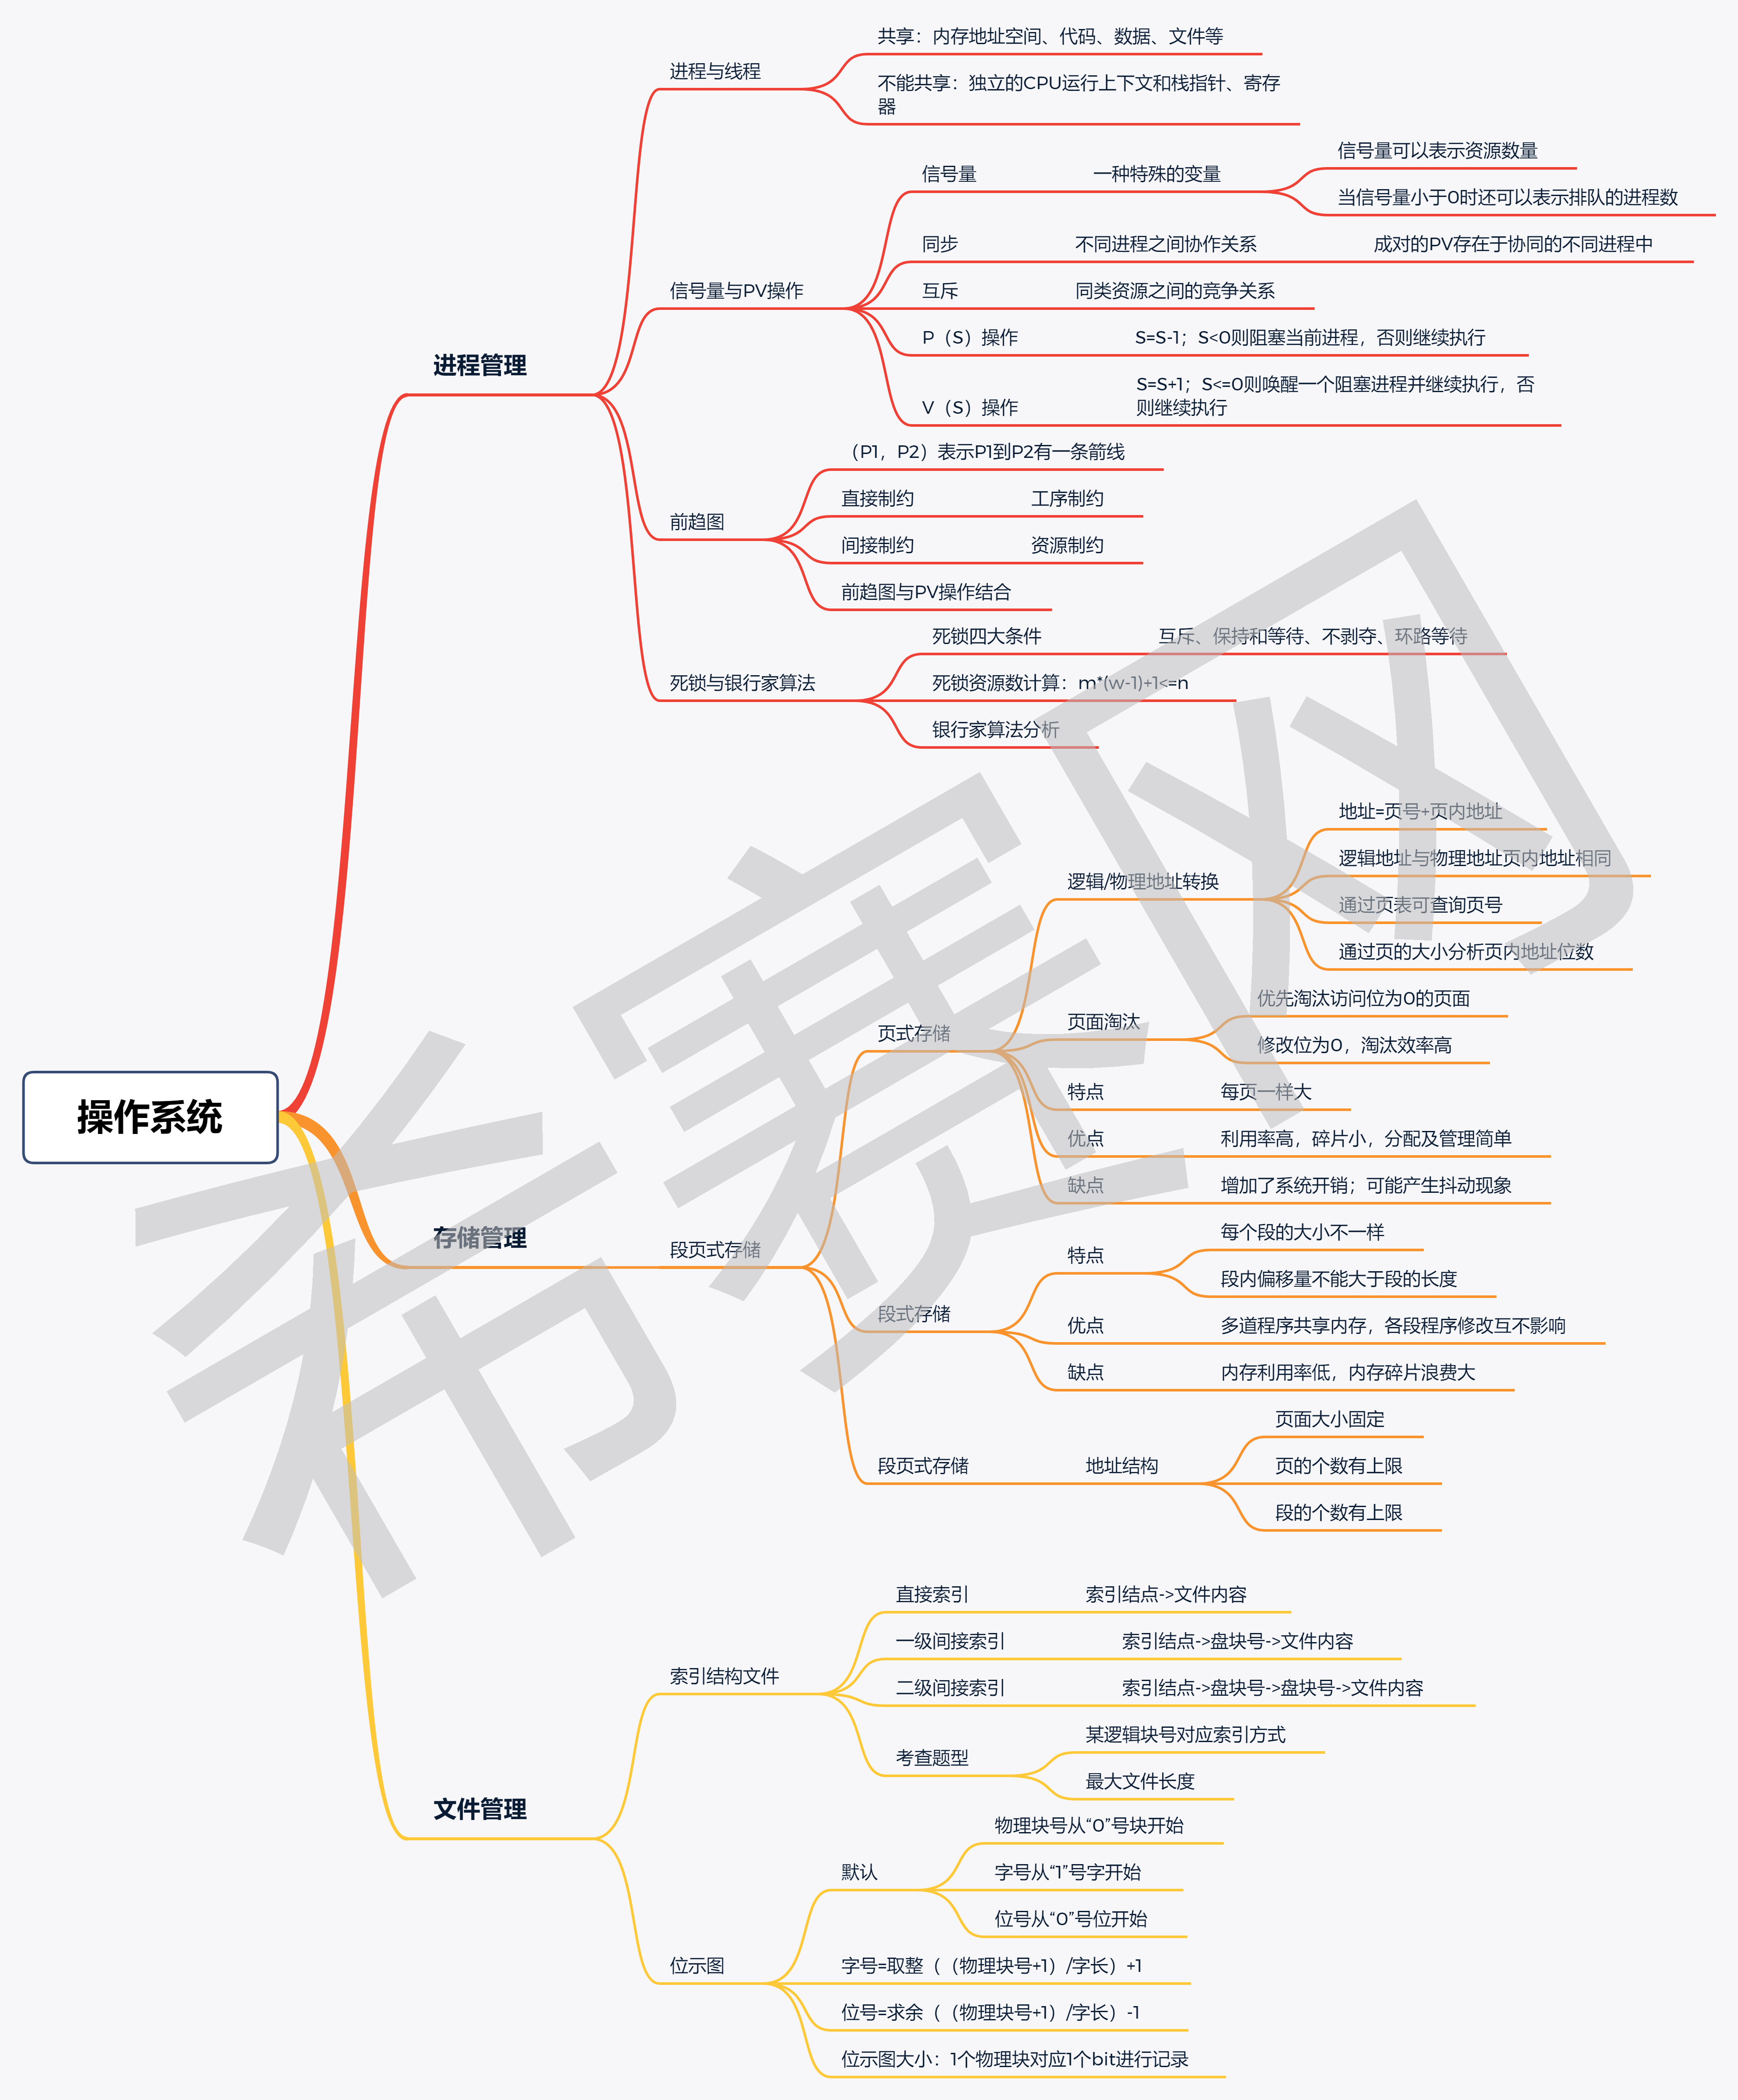 操作系统
进程管理
进程与线程
共享：内存地址空间、代码、数据、文件等
不能共享：独立的CPU运行上下文和栈指针、寄存
器
信号量与PV操作
信号量
一种特殊的变量
信号量可以表示资源数量
当信号量小于0时还可以表示排队的进程数
同步
不同进程之间协作关系
成对的PV存在于协同的不同进程中
互斥
同类资源之间的竞争关系
P（S）操作
S=S-1；S<0则阻塞当前进程，否则继续执行
V（S）操作
S=S+1；S<=0则唤醒一个阻塞进程并继续执行，否
则继续执行
前趋图
（P1，P2）表示P1到P2有一条箭线
直接制约
工序制约
间接制约
资源制约
前趋图与PV操作结合
死锁与银行家算法
死锁四大条件
互斥、保持和等待、不剥夺、环路等待
死锁资源数计算：m*(w-1)+1<=n
银行家算法分析
存储管理
段页式存储
页式存储
逻辑/物理地址转换
地址=页号+页内地址
逻辑地址与物理地址页内地址相同
通过页表可查询页号
通过页的大小分析页内地址位数
页面淘汰
优先淘汰访问位为0的页面
修改位为0，淘汰效率高
特点
每页一样大
优点
利用率高，碎片小，分配及管理简单
缺点
增加了系统开销；可能产生抖动现象
段式存储
特点
每个段的大小不一样
段内偏移量不能大于段的长度
优点
多道程序共享内存，各段程序修改互不影响
缺点
内存利用率低，内存碎片浪费大
段页式存储
地址结构
页面大小固定
页的个数有上限
段的个数有上限
文件管理
索引结构文件
直接索引
索引结点->文件内容
一级间接索引
索引结点->盘块号->文件内容
二级间接索引
索引结点->盘块号->盘块号->文件内容
考查题型
某逻辑块号对应索引方式
最大文件长度
位示图
默认
物理块号从“0”号块开始
字号从“1”号字开始
位号从“0”号位开始
字号=取整（（物理块号+1）/字长）+1
位号=求余（（物理块号+1）/字长）-1
位示图大小：1个物理块对应1个bit进行记录
希赛网